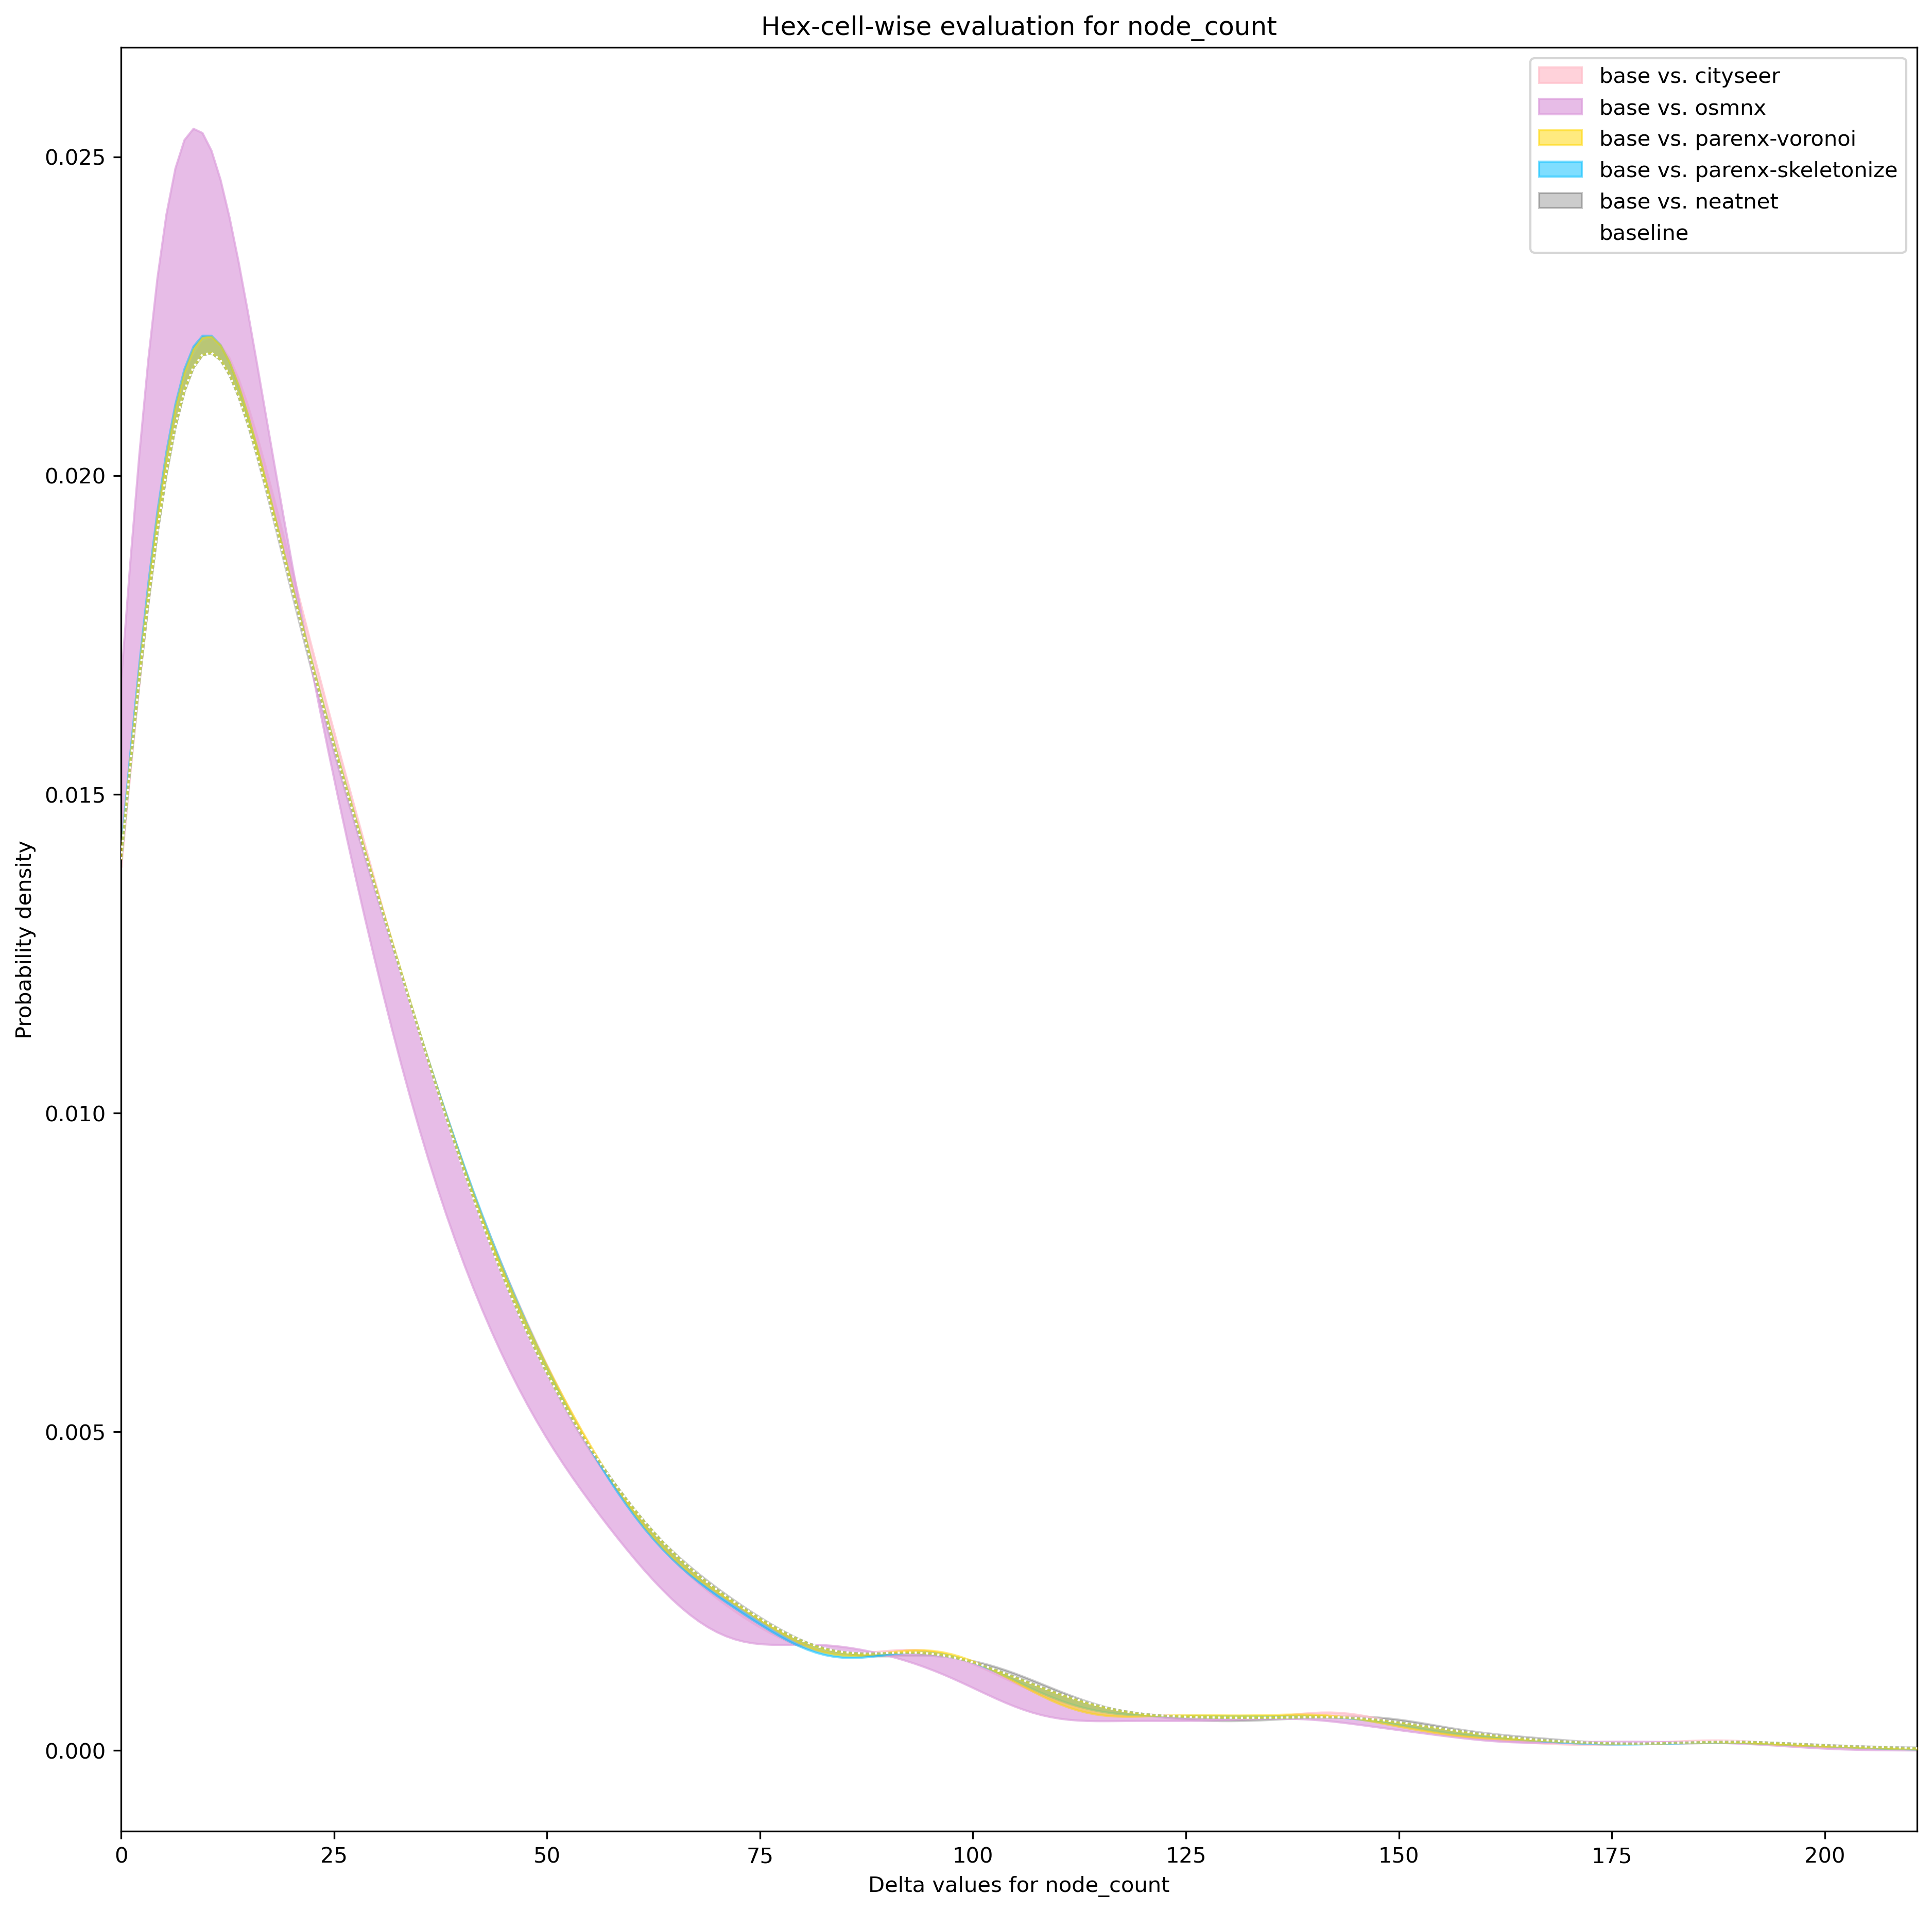 Hex-cell-wise evaluation for node_count
base vs. cityseer
base vs. osmnx
base vs. parenx-voronoi
base vs. parenx-skeletonize
base vs. neatnet
baseline
0.025
0.020
0.015
0.010
0.005
0.000
Probability density
0 25 50 75 100 125 150 175 200
Delta values for node_count